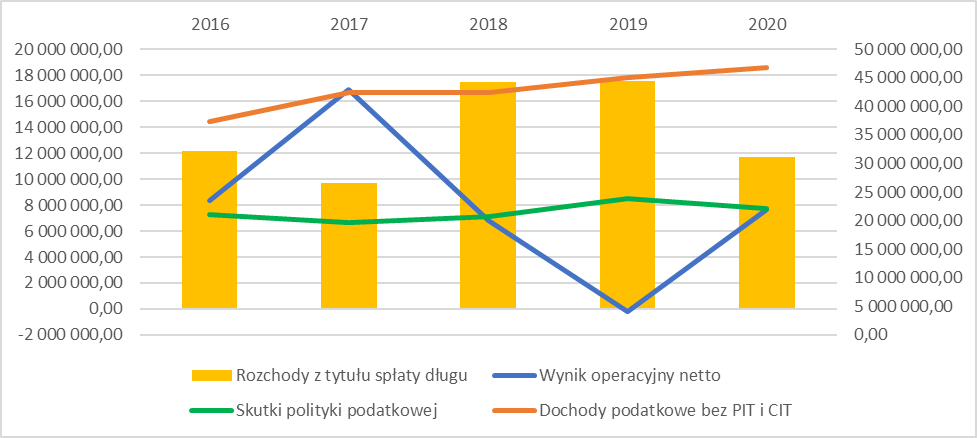 2016 2017 2018 2019 2020
20 000 000,00 50 000 000,00
18 000 000,00 45 000 000,00
16 000 000,00 40 000 000,00
14 000 000,00 35 000 000,00
12 000 000,00 30 000 000,00
10 000 000,00 25 000 000,00
8 000 000,00 20 000 000,00
6 000 000,00 15 000 000,00
4 000 000,00 10 000 000,00
2 000 000,00 5 000 000,00
0,00 0,00
-2 000 000,00
Rozchody z tytułu spłaty długu Wynik operacyjny netto
Skutki polityki podatkowej Dochody podatkowe bez PIT i CIT